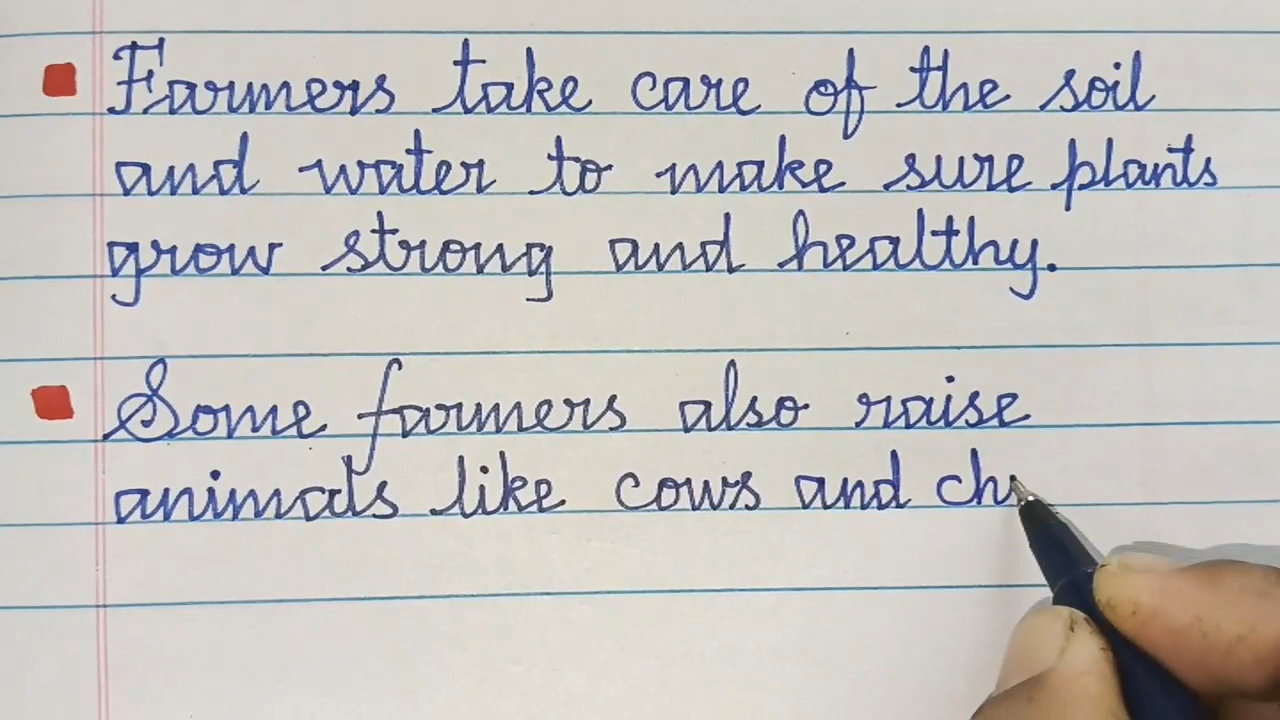 Farmers take care of the soil
and water to make sure plants
grow strong and healthy.
Some farmers also raise
animals like cows and ch